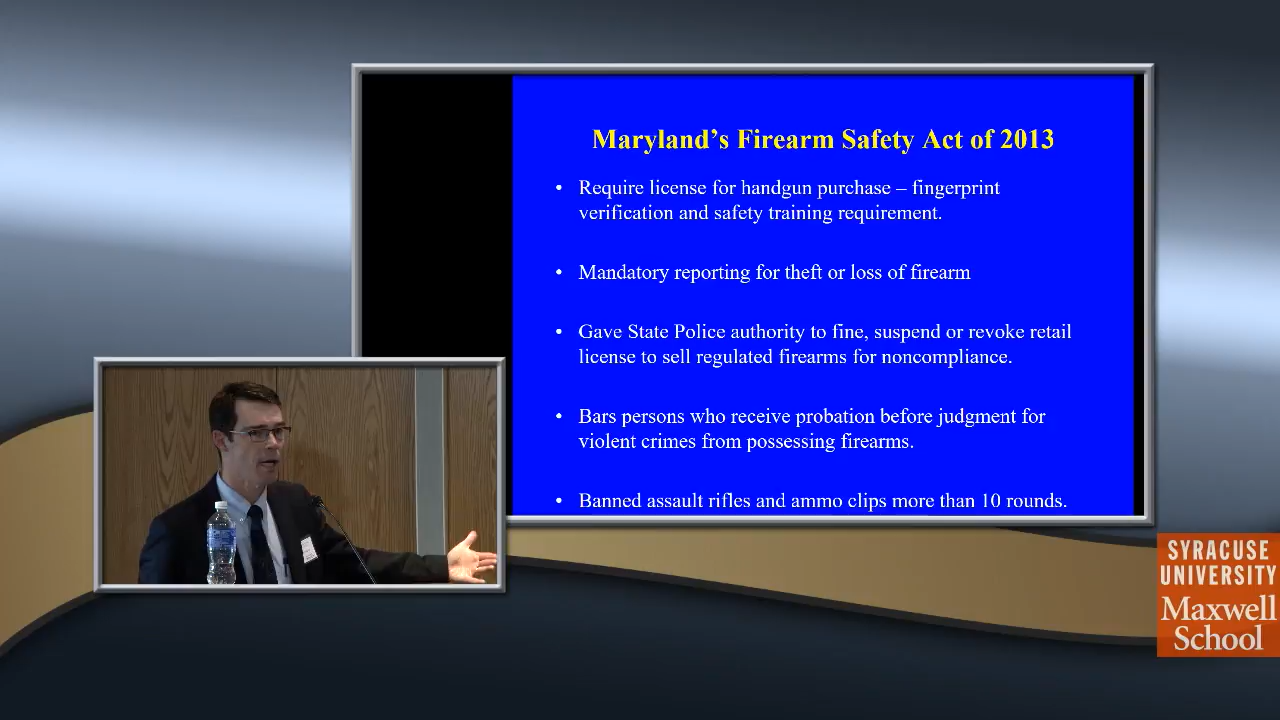 Maryland’s Firearm Safety Act of 2013
• Require license for handgun purchase – fingerprint
verification and safety training requirement.
• Mandatory reporting for theft or loss of firearm
• Gave State Police authority to fine, suspend or revoke retail
license to sell regulated firearms for noncompliance.
• Bars persons who receive probation before judgment for
violent crimes from possessing firearms.
• Banned assault rifles and ammo clips more than 10 rounds.
SYRACUSE
UNIVERSITY
Maxwell
School